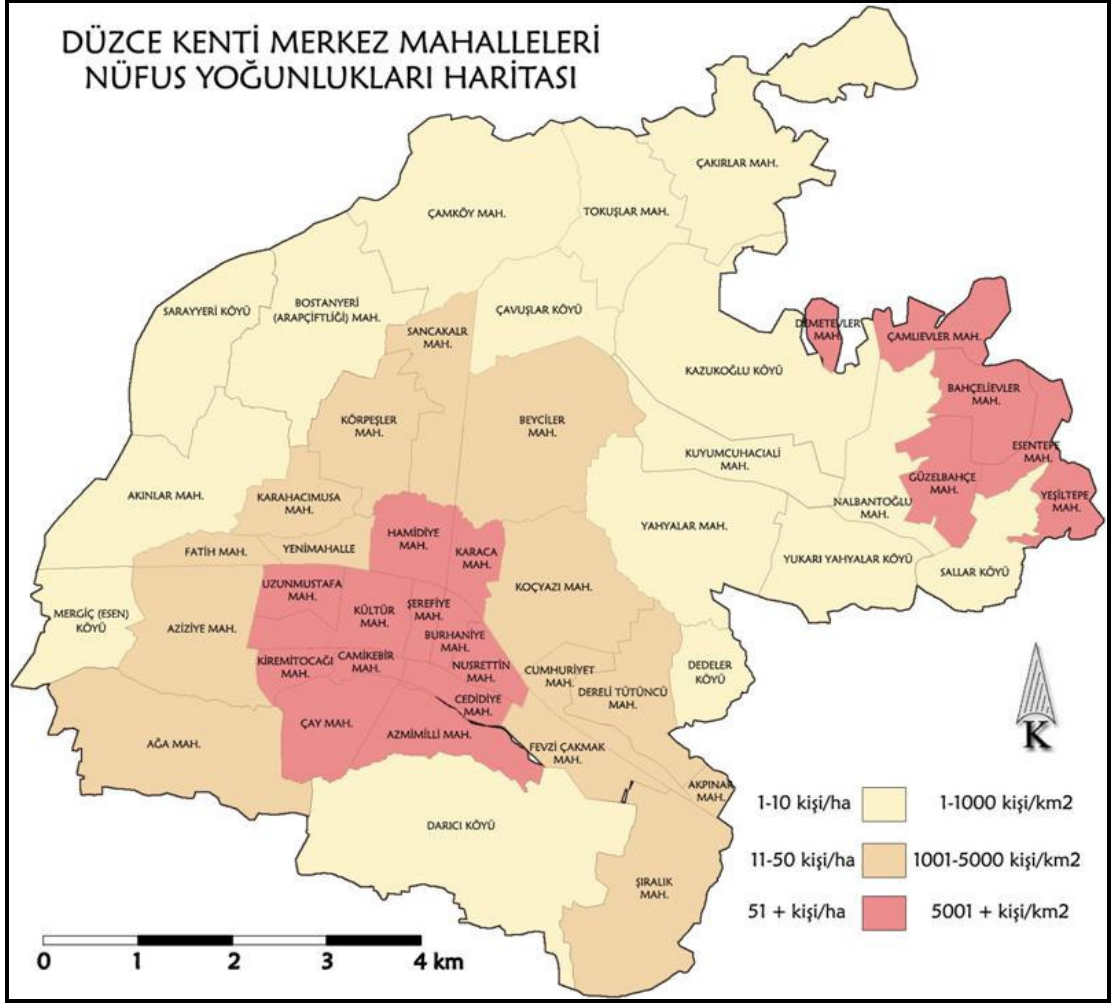 DÜZCE KENTİ MERKEZ MAHALLELERİ
NÜFUS YOĞUNLUKLARI HARİTASI
ÇAKIRLAR MAH.
ÇAMKÖY MAH.
TOKUŞLAR MAH.
SARAYYERİ KÖYÜ
BOSTANYERİ
(ARAPÇİFTLİĞİ) MAH.
SANCAKALR
MAH.
ÇAVUŞLAR KÖYÜ
DEMETEVLER
MAH.
ÇAMLIEVLER MAH.
KAZUKOĞLU KÖYÜ
BAHÇELİEVLER
MAH.
KÖRPEŞLER
MAH.
BEYCİLER
MAH.
KUYUMCUHACIALİ
MAH.
ESENTEPE
MAH.
GÜZELBAHÇE
MAH.
YEŞİLTEPE
MAH.
AKINLAR MAH.
KARAHACIMUSA
MAH.
NALBANTOĞLU
MAH.
YAHYALAR MAH.
HAMİDİYE
MAH.
KARACA
MAH.
FATİH MAH.
YENİMAHALLE
YUKARI YAHYALAR KÖYÜ
SALLAR KÖYÜ
UZUNMUSTAFA
MAH.
KOÇYAZI MAH.
MERGİÇ (ESEN)
KÖYÜ
AZİZİYE MAH.
KÜLTÜR
MAH.
ŞEREFİYE
MAH.
BURHANİYE
MAH.
KİREMİTOCAĞI
MAH.
CAMİKEBİR
MAH.
NUSRETTİN
MAH.
CUMHURİYET
MAH.
DERELİ TÜTÜNCÜ
MAH.
DEDELER
KÖYÜ
CEDİDİYE
MAH.
AĞA MAH.
ÇAY MAH.
AZMİMİLLİ MAH.
FEVZİ ÇAKMAK
MAH.
K
AKPINAR
MAH.
DARICI KÖYÜ
ŞIRALIK
MAH.
1-10 kişi/ha 1-1000 kişi/km2
11-50 kişi/ha 1001-5000 kişi/km2
51 + kişi/ha 5001 + kişi/km2
0 1 2 3 4 km